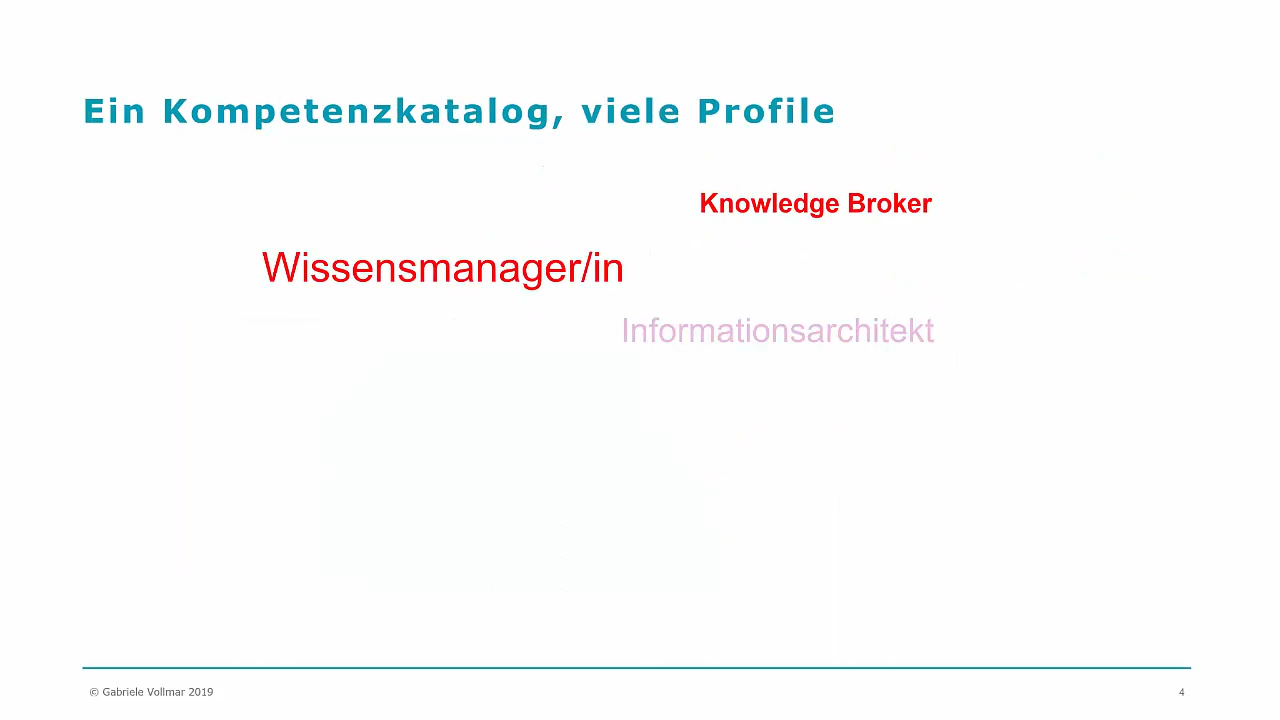 Ein Kompetenzkatalog, viele Profile
Knowledge Broker
Wissensmanager/in
Informationsarchitekt
© Gabriele Vollmar 2019
4